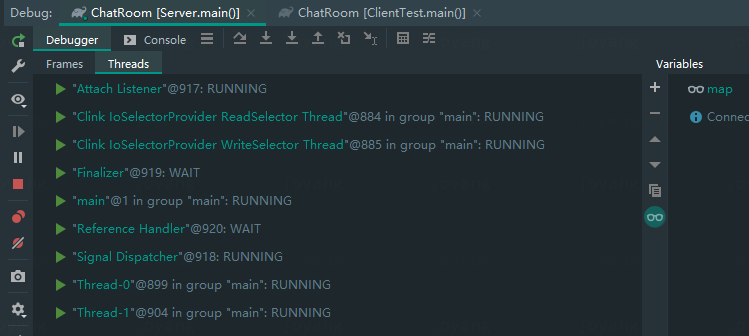 Debug: ChatRoom [Server.main()] × ChatRoom [ClientTest.main()] ×
Debugger Console
Frames Threads Variables
"Attach Listener"@917: RUNNING
map
"Clink IoSelectorProvider ReadSelector Thread"@884 in group "main": RUNNING
Connec
"Clink IoSelectorProvider WriteSelector Thread"@885 in group "main": RUNNING
"Finalizer"@919: WAIT
"main"@1 in group "main": RUNNING
"Reference Handler"@920: WAIT
"Signal Dispatcher"@918: RUNNING
"Thread-0"@899 in group "main": RUNNING
"Thread-1"@904 in group "main": RUNNING